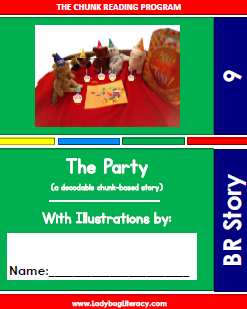 THE CHUNK READING PROGRAM
9
The Party
(a decodable chunk-based story)
With Illustrations by:
BR Story
Name:____________________
www.LadybugLiteracy.com